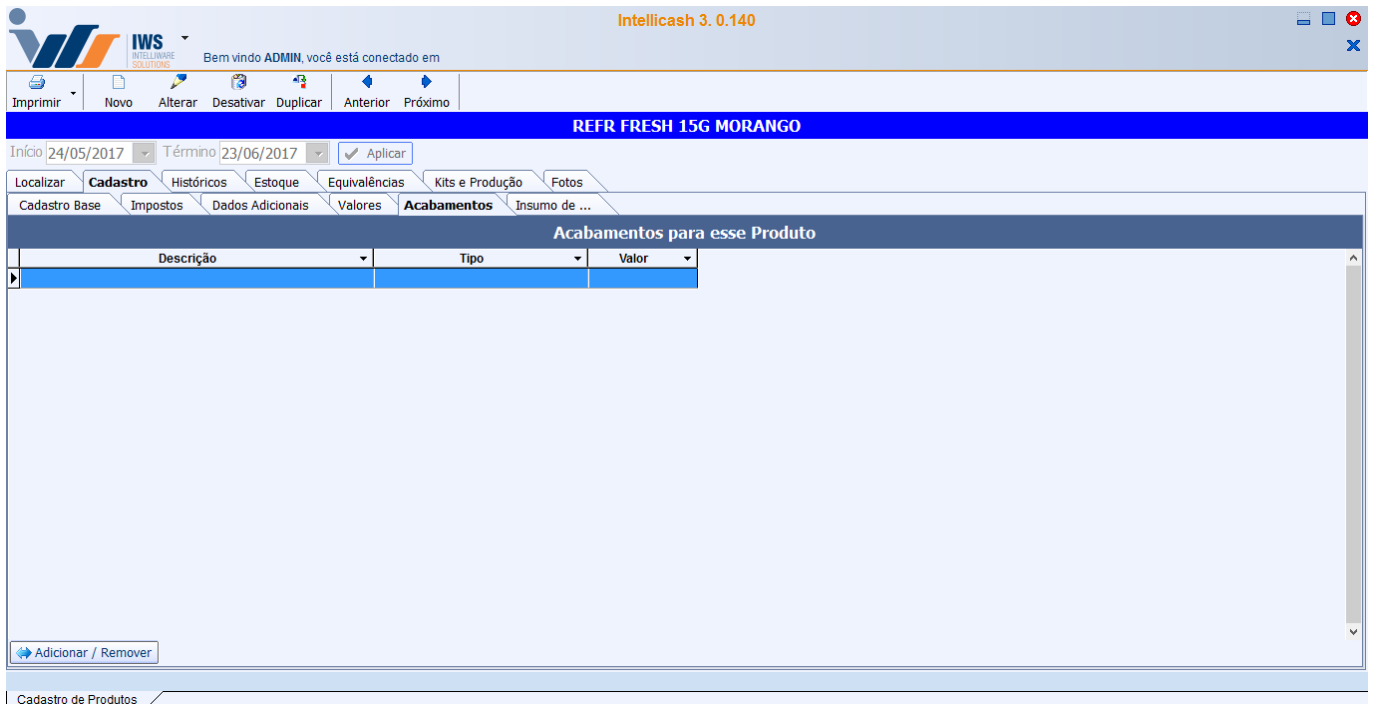 Intellicash 3. 0.140
IWS
INTELLIWARE
SOLUTIONS
Bem vindo ADMIN, você está conectado em
Imprimir Novo Alterar Desativar Duplicar Anterior Próximo
REFR FRESH 15G MORANGO
Início 24/05/2017 Término 23/06/2017 Aplicar
Localizar Cadastro Históricos Estoque Equivalências Kits e Produção Fotos
Cadastro Base Impostos Dados Adicionais Valores Acabamentos Insumo de ...
Acabamentos para esse Produto
Descrição Tipo Valor
Adicionar / Remover
Cadastro de Produtos